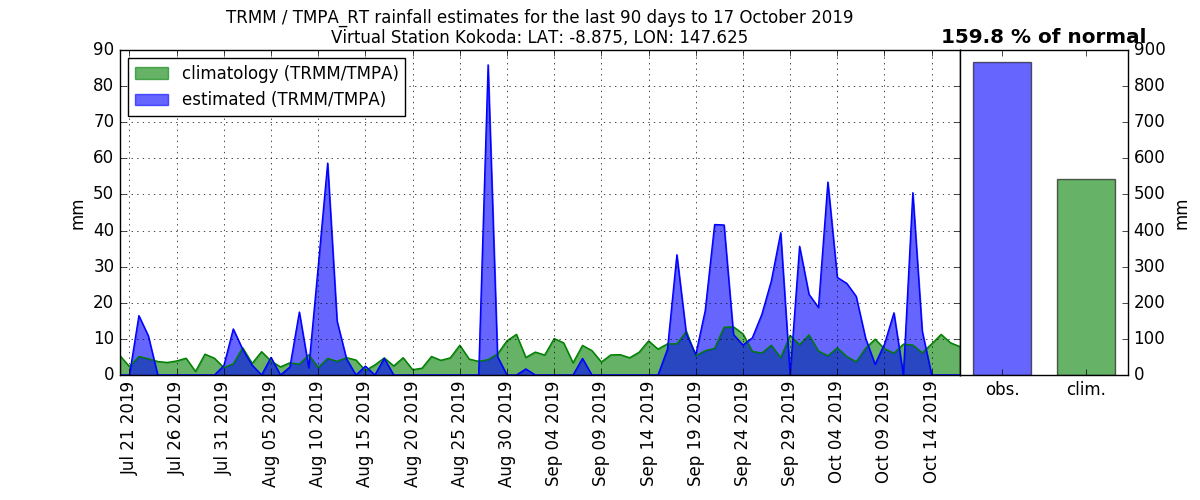 TRMM / TMPA_RT rainfall estimates for the last 90 days to 17 October 2019
Virtual Station Kokoda: LAT: -8.875, LON: 147.625
159.8 % of normal
climatology (TRMM/TMPA)
estimated (TRMM/TMPA)
90
80
70
60
50
40
30
20
10
0
mm
Jul 21 2019
Jul 26 2019
Jul 31 2019
Aug 05 2019
Aug 10 2019
Aug 15 2019
Aug 20 2019
Aug 25 2019
Aug 30 2019
Sep 04 2019
Sep 09 2019
Sep 14 2019
Sep 19 2019
Sep 24 2019
Sep 29 2019
Oct 04 2019
Oct 09 2019
Oct 14 2019
900
800
700
600
500
400
300
200
100
0
mm
obs. clim.